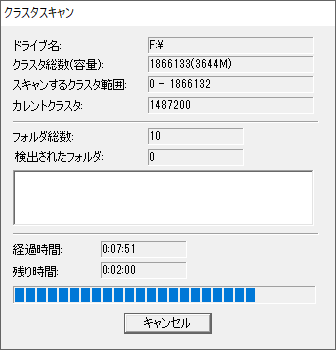 クラスタスキャン
ドライブ名: F:¥
クラスタ総数(容量): 1866133(3644M)
スキャンするクラスタ範囲: 0 - 1866132
カレントクラスタ: 1487200
フォルダ総数: 10
検出されたフォルダ: 0
経過時間: 0:07:51
残り時間: 0:02:00
キャンセル